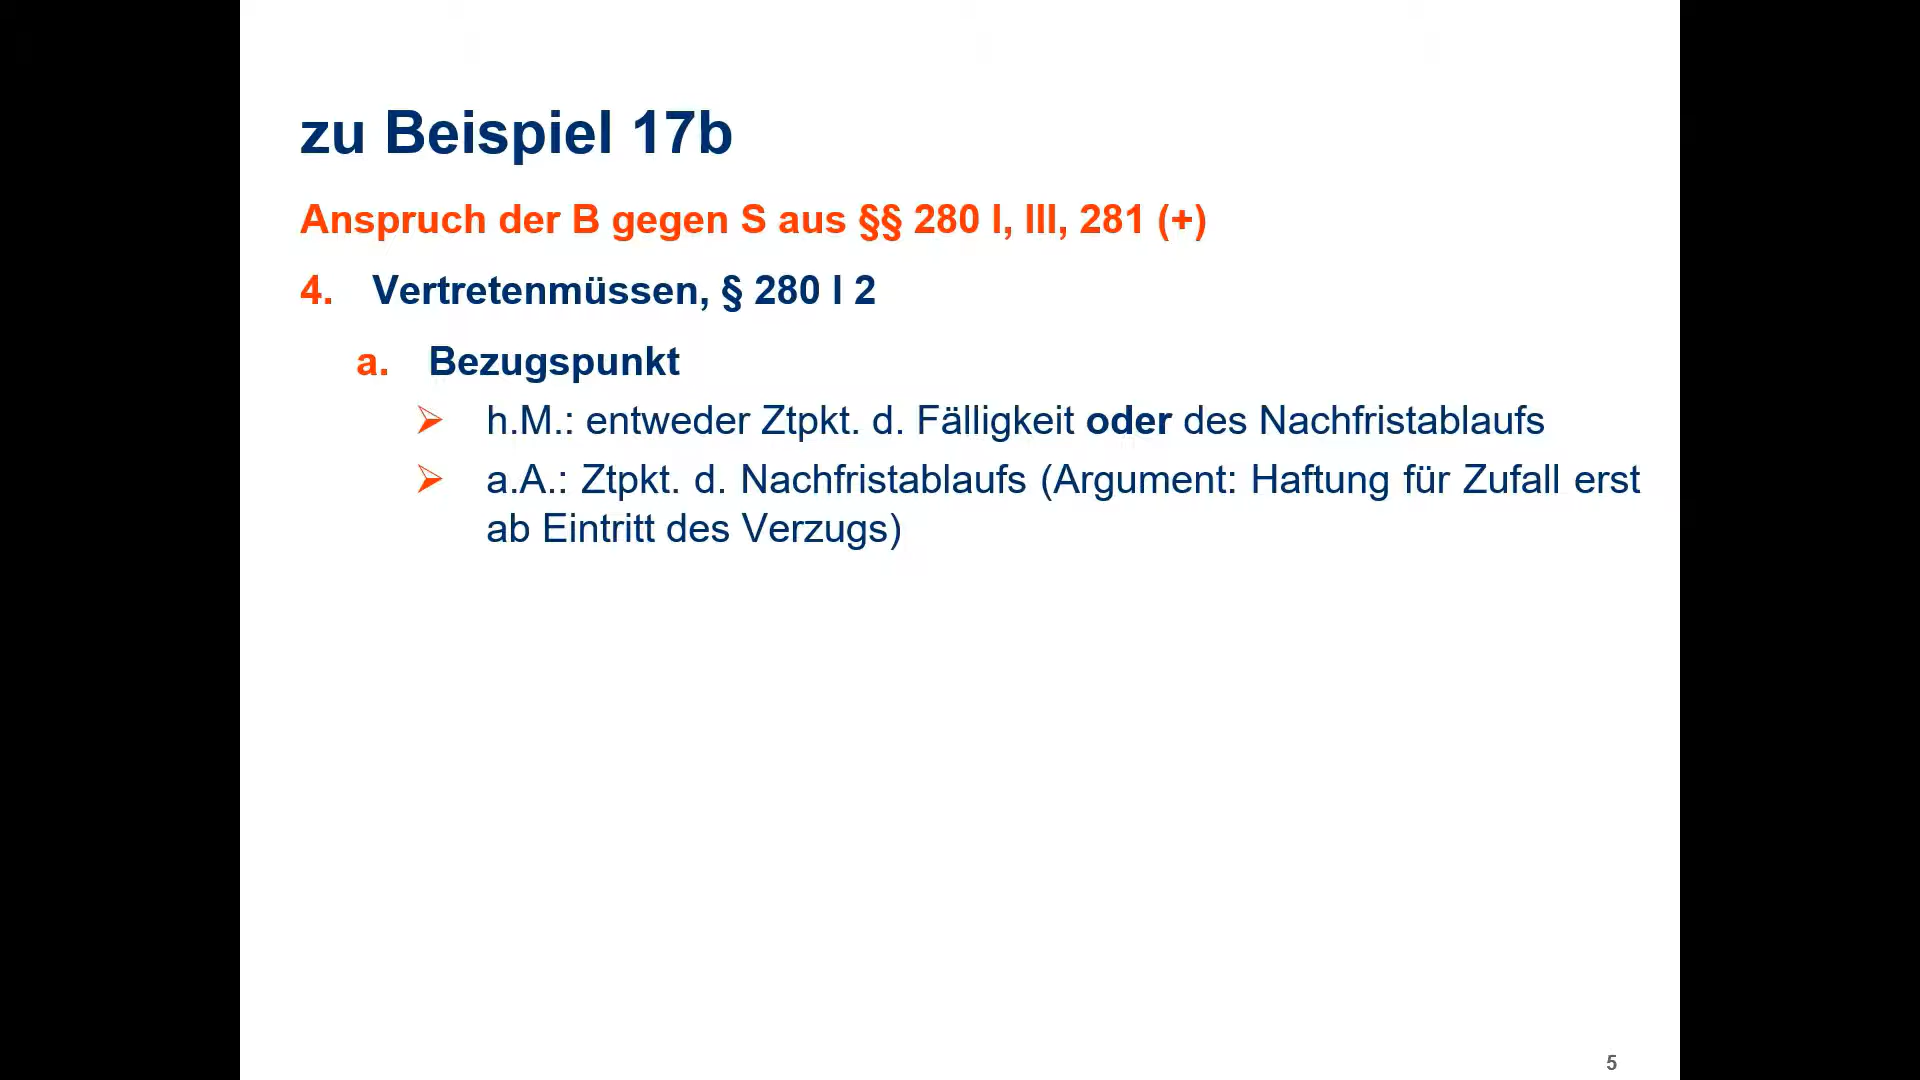 zu Beispiel 17b
Anspruch der B gegen S aus §§ 280 I, III, 281 (+)
4. Vertretenmüssen, § 280 I 2
a. Bezugspunkt
➢ h.M.: entweder Ztpkt. d. Fälligkeit oder des Nachfristablaufs
➢ a.A.: Ztpkt. d. Nachfristablaufs (Argument: Haftung für Zufall erst
ab Eintritt des Verzugs)
5